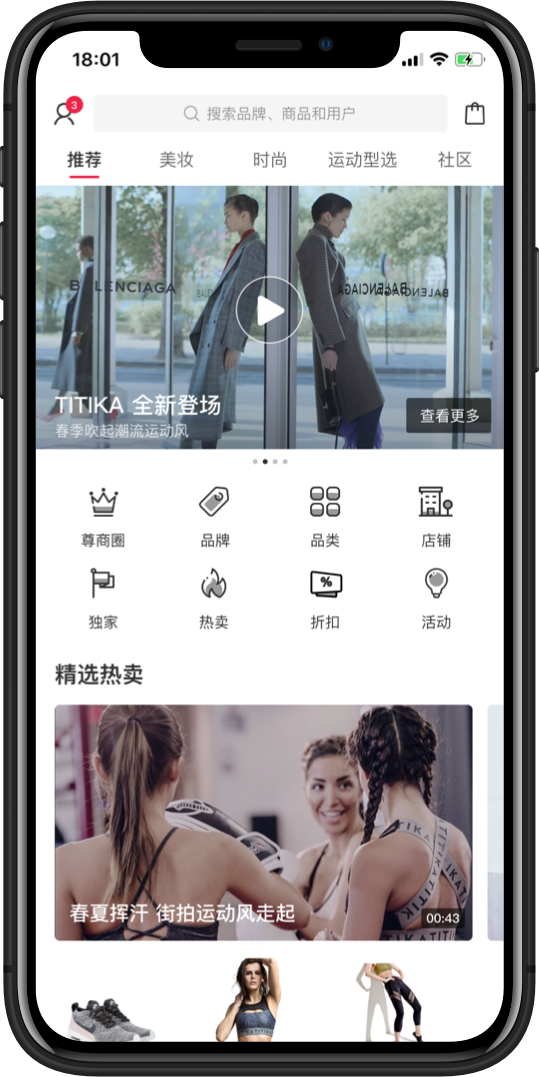 18:01
3
搜索品牌、商品和用户
推荐
美妆
时尚
运动型选
社区
BALENCIAGA
BALENCIAGA
BALENCIAGA
TITIKA 全新登场
春季吹起潮流运动风
查看更多
尊商圈
品牌
品类
店铺
独家
热卖
%
折扣
活动
精选热卖
TITIKA
TITIKA
春夏挥汗 街拍运动风走起
00:43
TITIKA